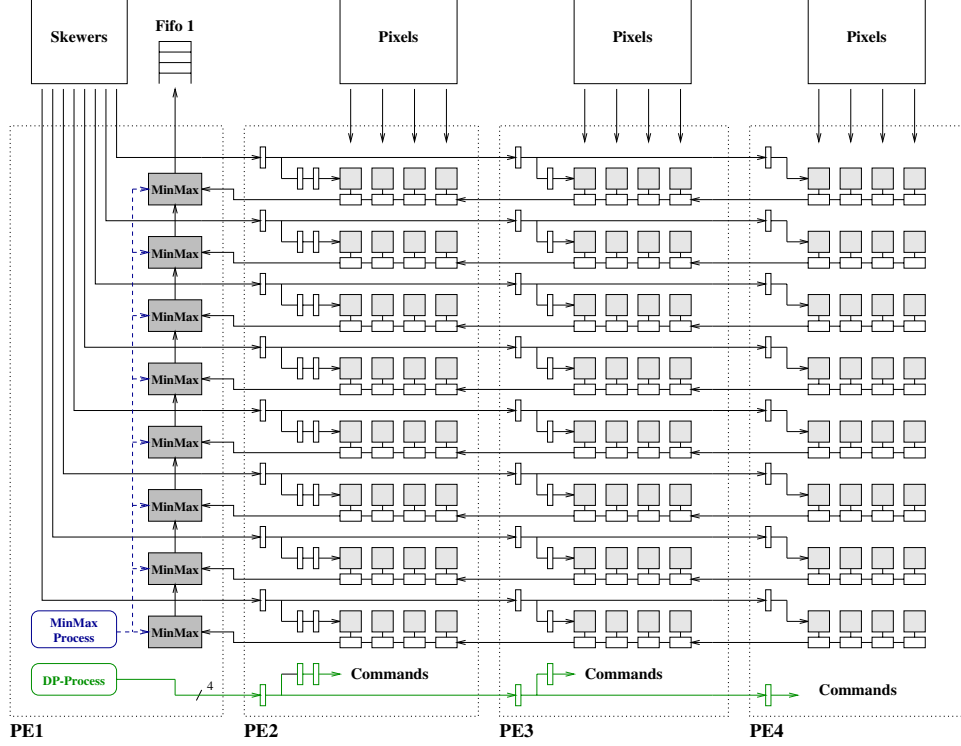 Skewers
Fifo 1
Pixels
Pixels
Pixels
MinMax
MinMax
MinMax
MinMax
MinMax
MinMax
MinMax
MinMax
MinMax
Process
DP-Process
4
Commands
Commands
Commands
PE1
PE2
PE3
PE4